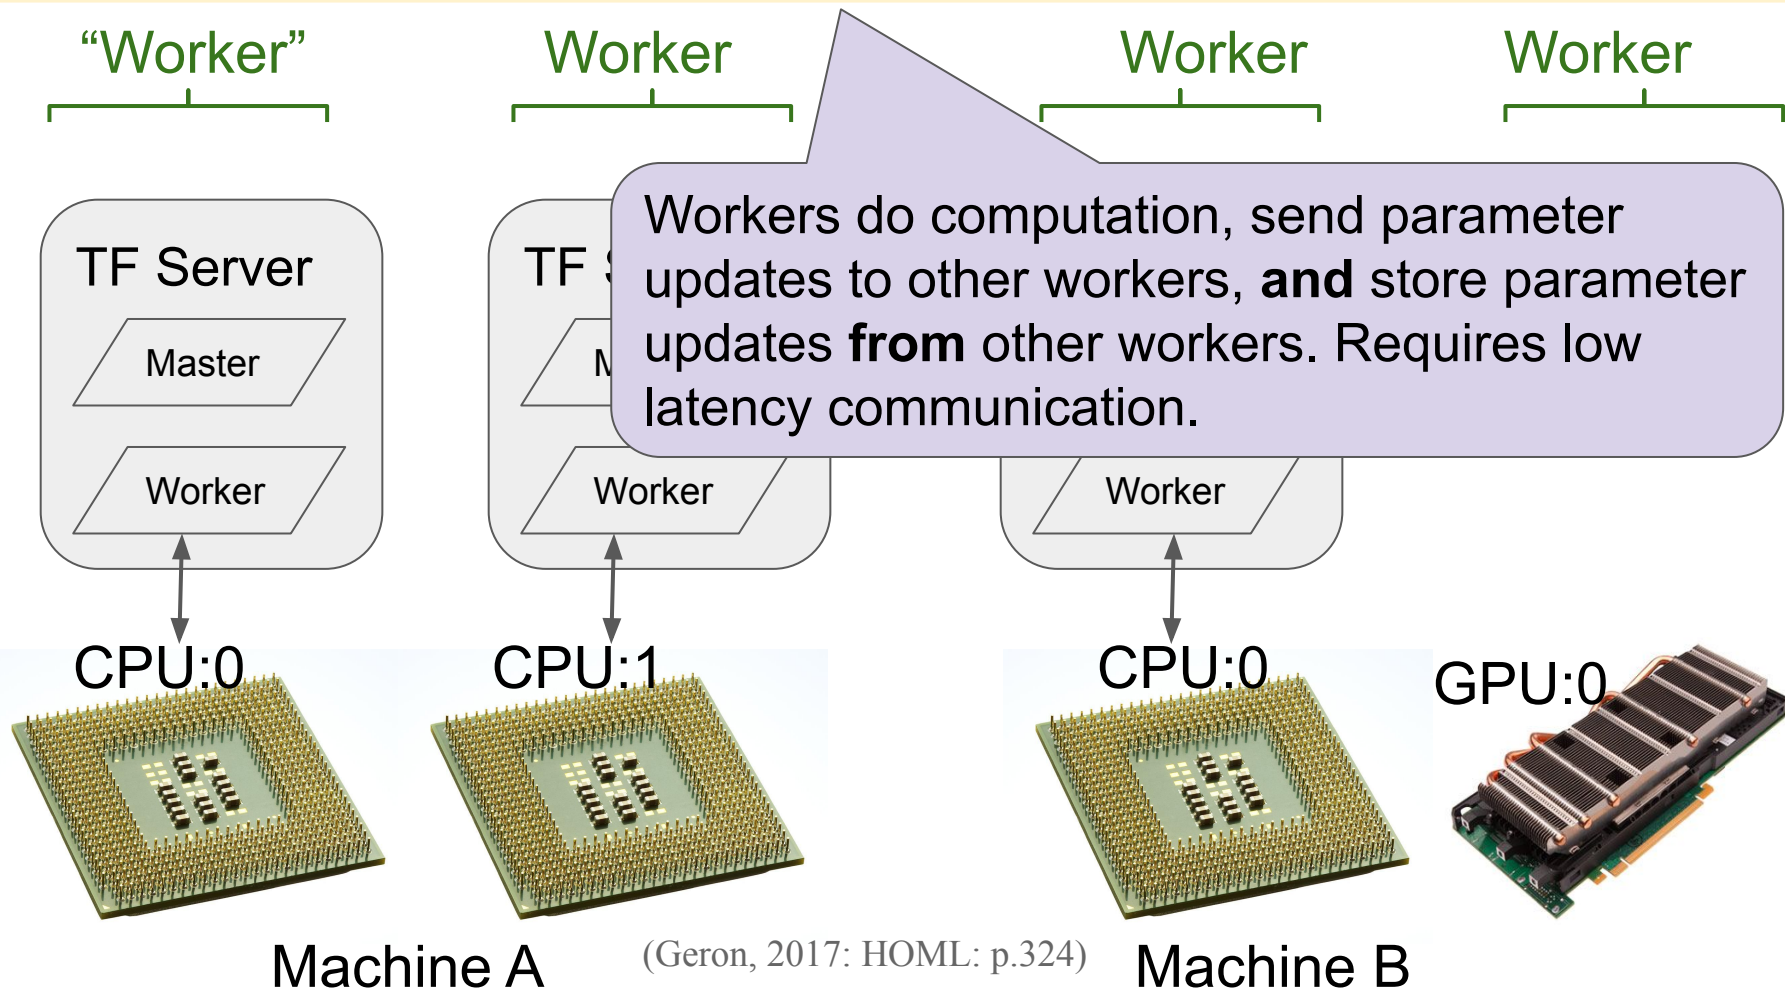 “Worker”
Worker
Worker
Worker
Workers do computation, send parameter
updates to other workers, and store parameter
updates from other workers. Requires low
latency communication.
TF Server
TF
Master
Worker
Worker
Worker
CPU:0
CPU:1
CPU:0
GPU:0
Machine A
(Geron, 2017: HOML: p.324)
Machine B